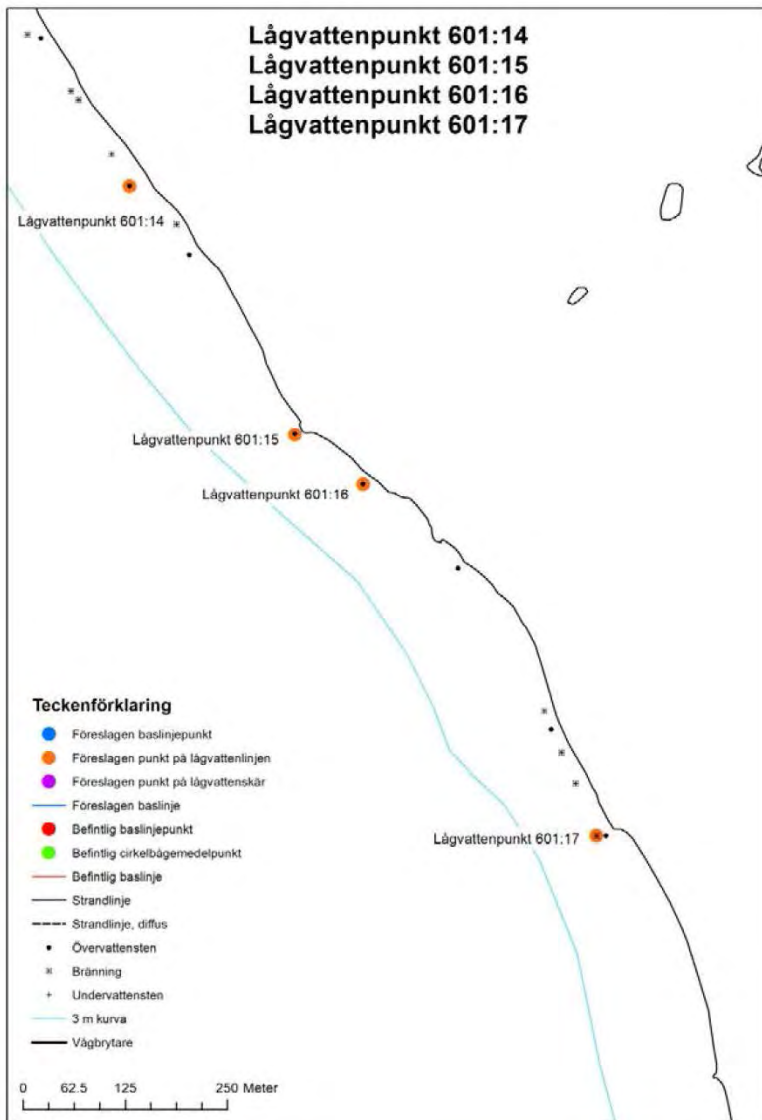 Lågvattenpunkt 601:14
Lågvattenpunkt 601:15
Lågvattenpunkt 601:16
Lågvattenpunkt 601:17
Lågvattenpunkt 601:14
Lågvattenpunkt 601:15
Lågvattenpunkt 601:16
Lågvattenpunkt 601:17
Teckenförklaring
Föreslagen baslinjepunkt
Föreslagen punkt på lågvattenlinjen
Föreslagen punkt på lågvattenskär
Föreslagen baslinje
Befintlig baslinjepunkt
Befintlig cirkelbågemedelpunkt
Befintlig baslinje
Strandlinje
Strandlinje, diffus
Övervattensten
Bränning
Undervattensten
3 m kurva
Vågbrytare
0 62.5 125 250 Meter